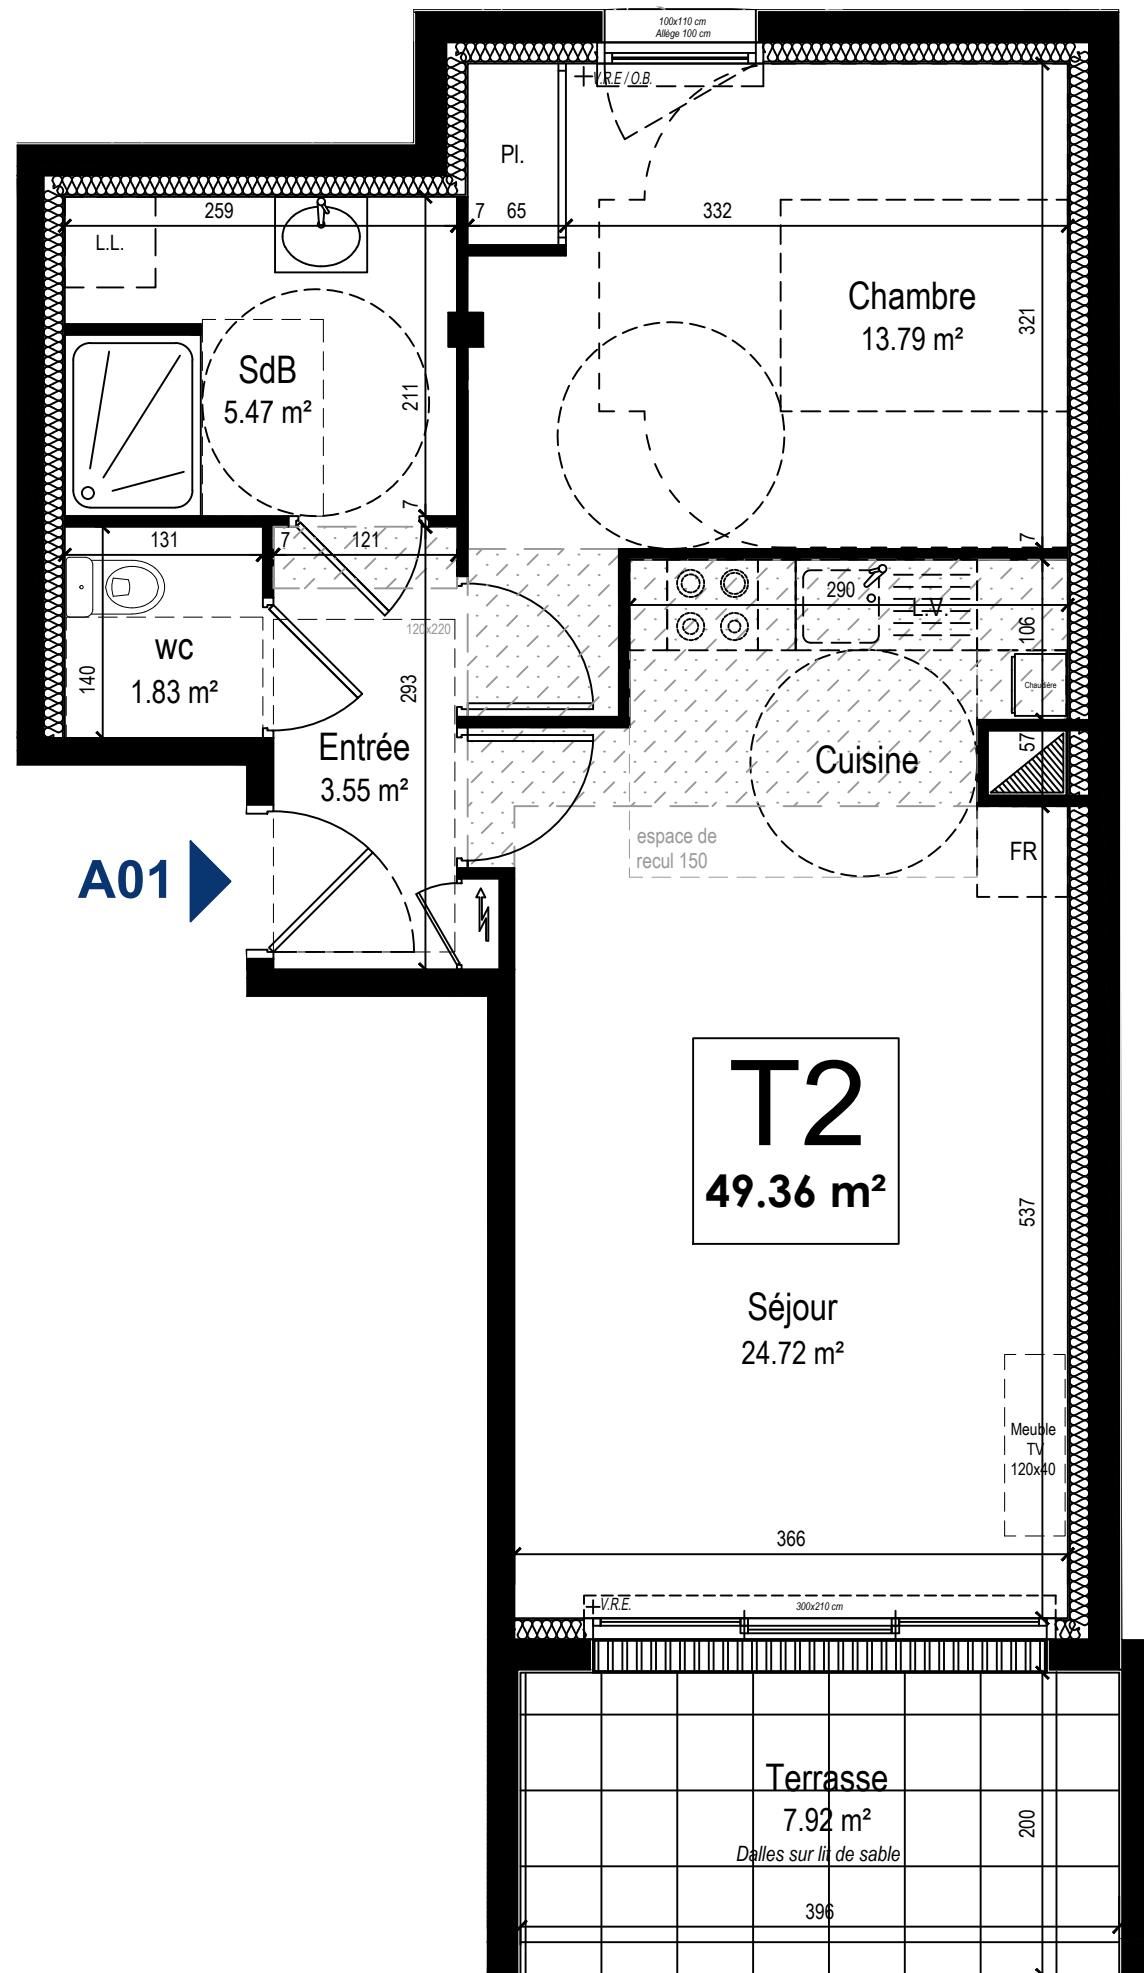 100x110 cm
Allège 100 cm
V.R.E / O.B.
Pl.
259
7
65
332
L.L.
Chambre
13.79 m²
321
SdB
5.47 m²
211
7
131
7
121
7
290
L.V.
106
120x220
wc
1.83 m²
140
293
Chaudière
Entrée
3.55 m²
57
Cuisine
espace de
recul 150
FR
A01
T2
49.36 m²
537
Séjour
24.72 m²
Meuble
TV
120x40
366
V.R.E.
300x210 cm
Terrasse
7.92 m²
Dalles sur lit de sable
200
396